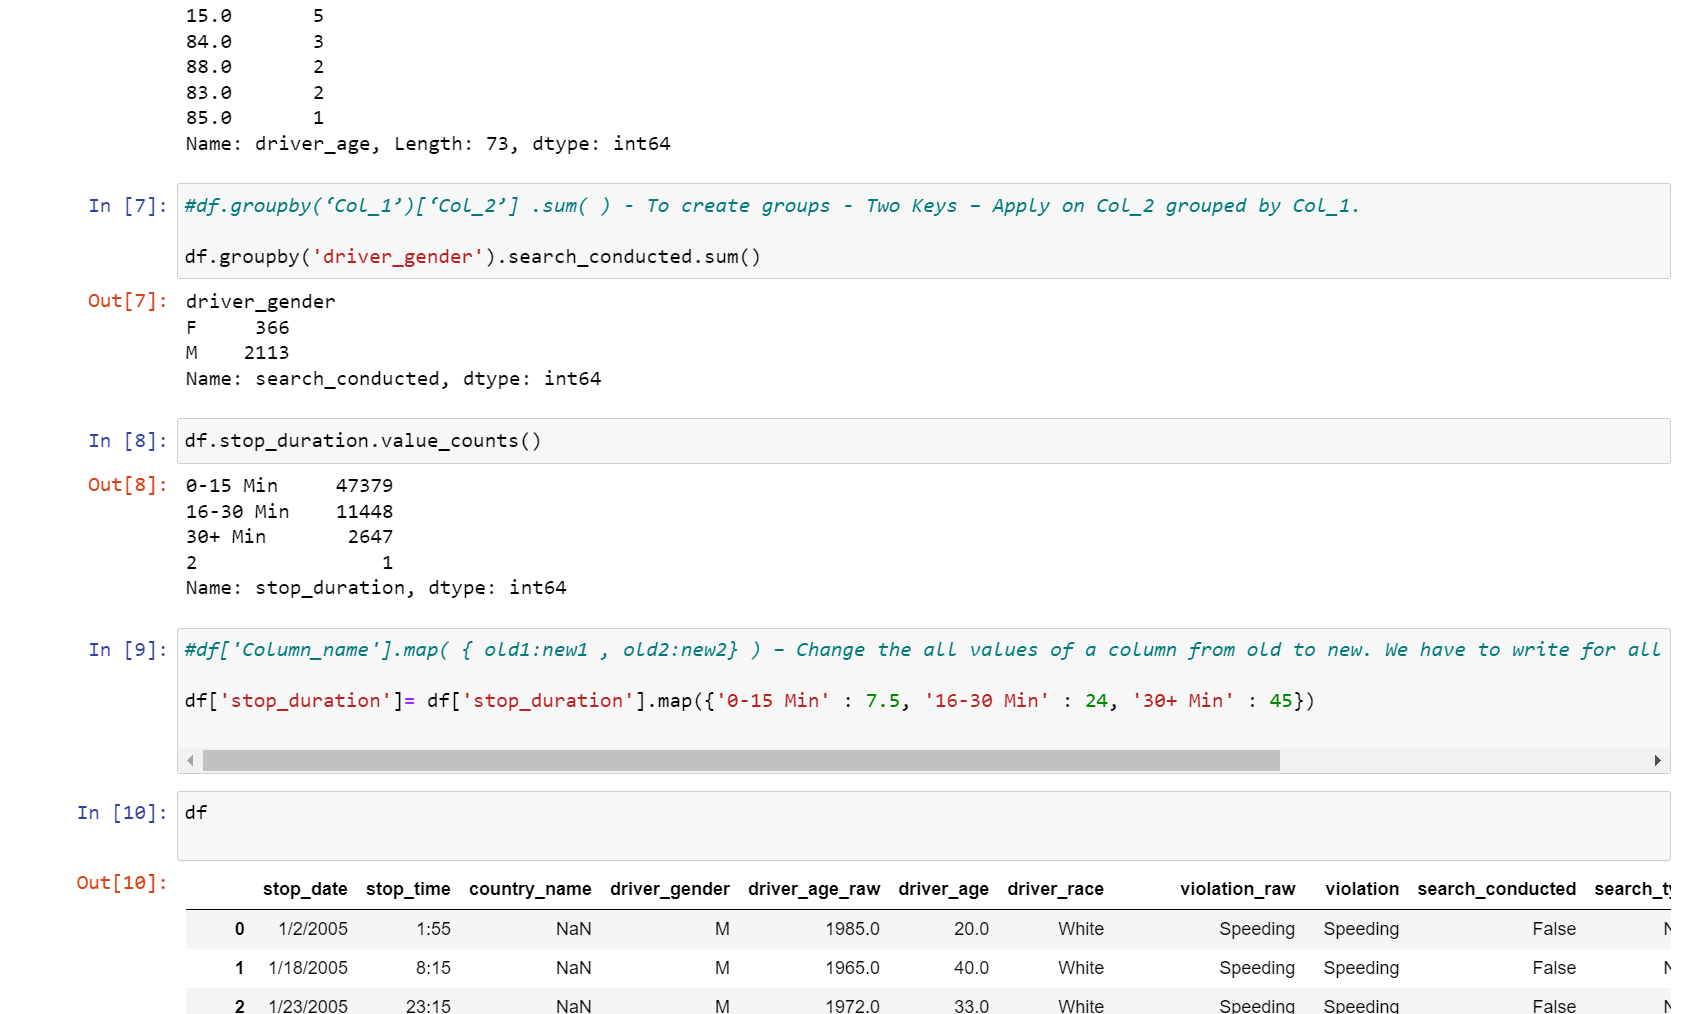 15.0       5
84.0       3
88.0       2
83.0       2
85.0       1
Name: driver_age, Length: 73, dtype: int64
In [7]: #df.groupby(‘Col_1’)[‘Col_2’] .sum( ) - To create groups - Two Keys – Apply on Col_2 grouped by Col_1.
df.groupby('driver_gender').search_conducted.sum()
Out[7]: driver_gender
F     366
M    2113
Name: search_conducted, dtype: int64
In [8]: df.stop_duration.value_counts()
Out[8]: 0-15 Min     47379
16-30 Min    11448
30+ Min       2647
2                1
Name: stop_duration, dtype: int64
In [9]: #df['Column_name'].map( { old1:new1 , old2:new2} ) – Change the all values of a column from old to new. We have to write for all
df['stop_duration']= df['stop_duration'].map({'0-15 Min' : 7.5, '16-30 Min' : 24, '30+ Min' : 45})
In [10]: df
Out[10]:
stop_date stop_time country_name driver_gender driver_age_raw driver_age driver_race violation_raw violation search_conducted search_ty
0 1/2/2005 1:55 NaN M 1985.0 20.0 White Speeding Speeding False N
1 1/18/2005 8:15 NaN M 1965.0 40.0 White Speeding Speeding False N
2 1/23/2005 23:15 NaN M 1972.0 33.0 White Speeding Speeding False N